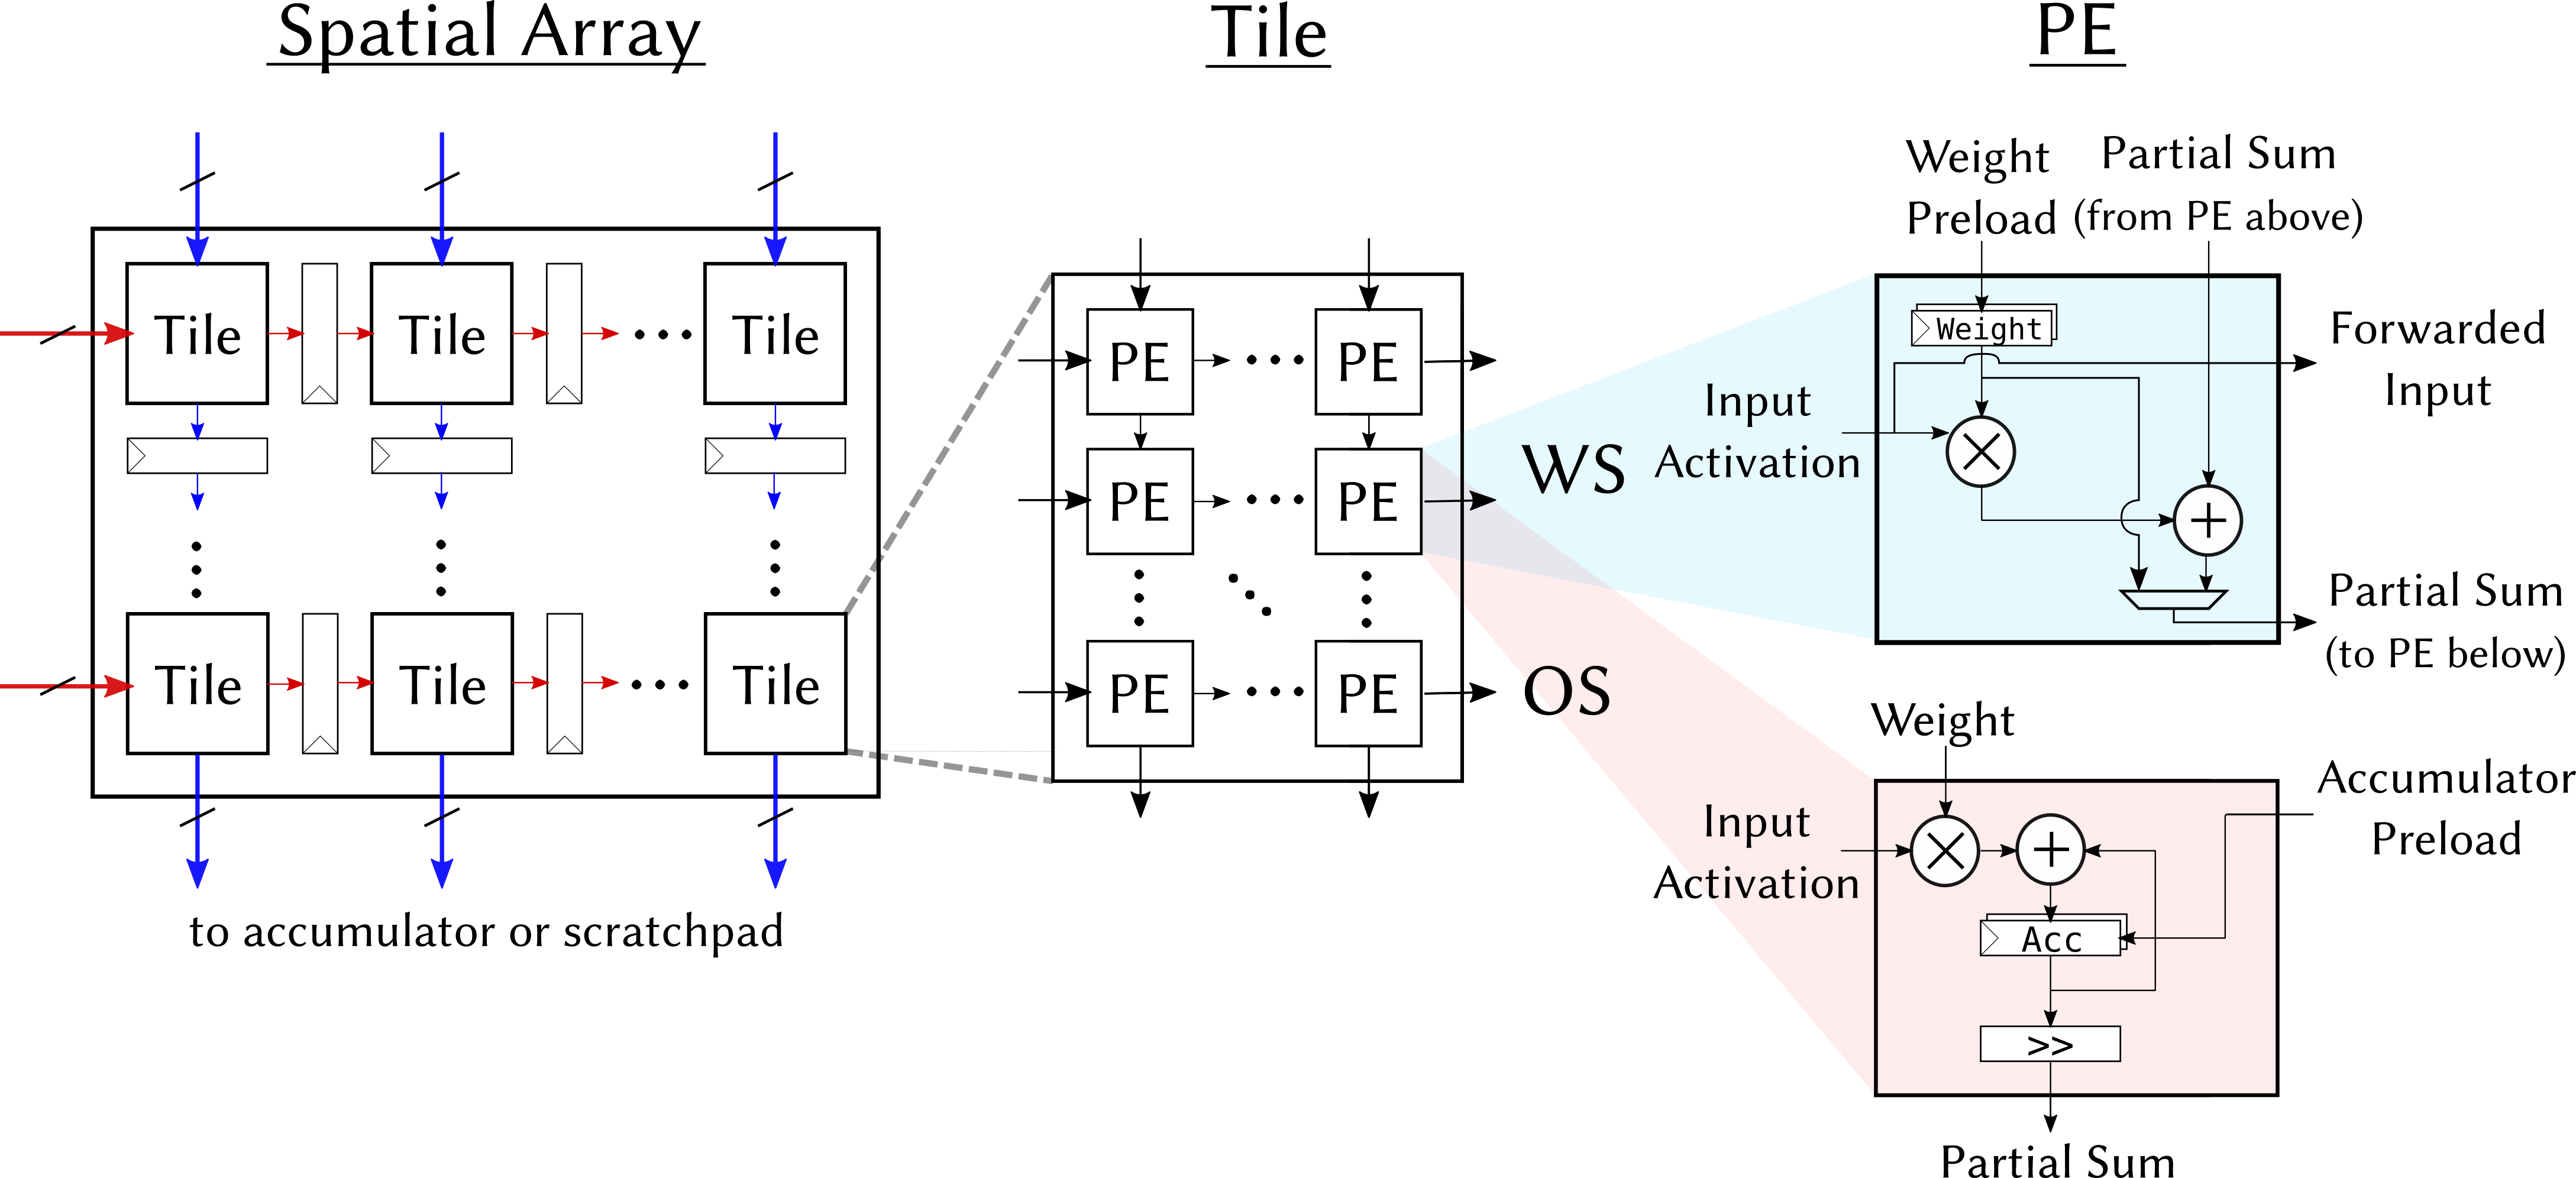 Spatial Array
Tile
PE
Tile
Tile
Tile
Tile
Tile
Tile
to accumulator or scratchpad
PE
PE
PE
PE
PE
PE
WS
OS
Weight
Preload
Partial Sum
(from PE above)
Weight
Input
Activation
Forwarded
Input
Partial Sum
(to PE below)
Weight
Input
Activation
Accumulator
Preload
Acc
>>
Partial Sum